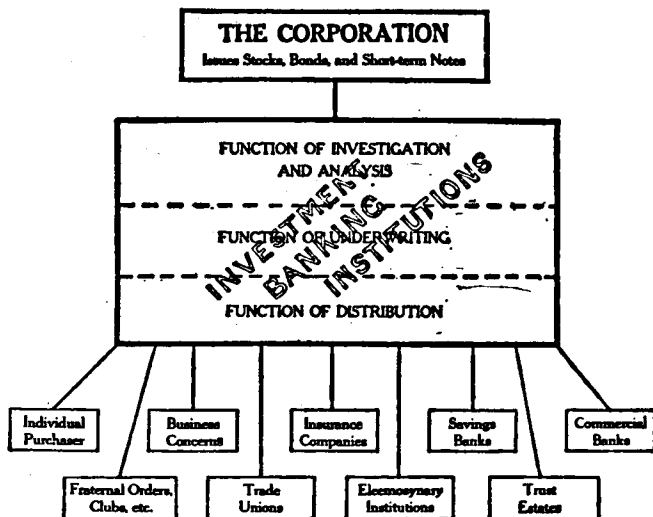 THE CORPORATION
Issues Stocks, Bonds, and Short-term Notes
FUNCTION OF INVESTIGATION
AND ANALYSIS
FUNCTION OF UNDERWRITING
FUNCTION OF DISTRIBUTION
INVESTMENT
BANKING
INSTITUTIONS
Individual
Purchaser
Business
Concerns
Insurance
Companies
Savings
Banks
Commercial
Banks
Fraternal Orders,
Clubs, etc.
Trade
Unions
Eleemosynary
Institutions
Trust
Estates